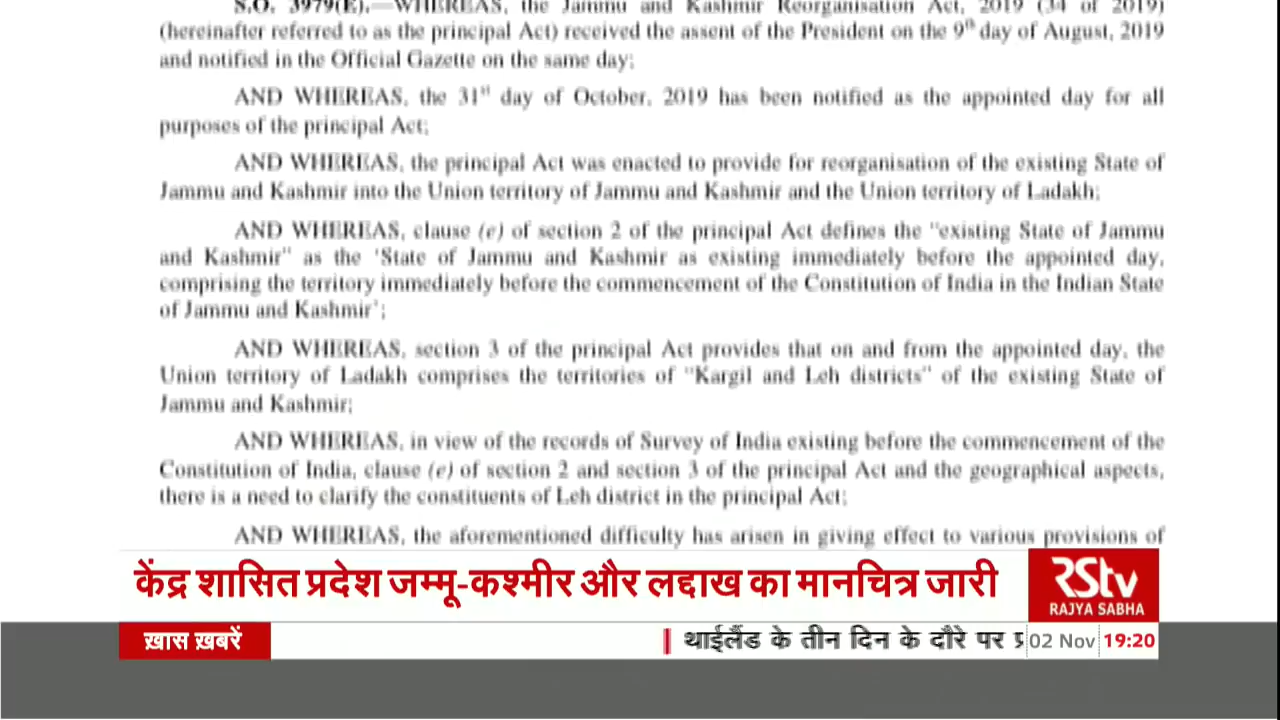 S.O. 3979(E).—WHEREAS, the Jammu and Kashmir Reorganisation Act, 2019 (34 of 2019)
(hereinafter referred to as the principal Act) received the assent of the President on the 9th day of August, 2019
and notified in the Official Gazette on the same day;
AND WHEREAS, the 31st day of October, 2019 has been notified as the appointed day for all
purposes of the principal Act;
AND WHEREAS, the principal Act was enacted to provide for reorganisation of the existing State of
Jammu and Kashmir into the Union territory of Jammu and Kashmir and the Union territory of Ladakh;
AND WHEREAS, clause (e) of section 2 of the principal Act defines the "existing State of Jammu
and Kashmir" as the 'State of Jammu and Kashmir as existing immediately before the appointed day,
comprising the territory immediately before the commencement of the Constitution of India in the Indian State
of Jammu and Kashmir';
AND WHEREAS, section 3 of the principal Act provides that on and from the appointed day, the
Union territory of Ladakh comprises the territories of "Kargil and Leh districts" of the existing State of
Jammu and Kashmir;
AND WHEREAS, in view of the records of Survey of India existing before the commencement of the
Constitution of India, clause (e) of section 2 and section 3 of the principal Act and the geographical aspects,
there is a need to clarify the constituents of Leh district in the principal Act;
AND WHEREAS, the aforementioned difficulty has arisen in giving effect to various provisions of
केंद्र शासित प्रदेश जम्मू-कश्मीर और लद्दाख का मानचित्र जारी
RStv
RAJYA SABHA
ख़ास ख़बरें
| थाईलैंड के तीन दिन के दौरे पर
02 Nov
19:20